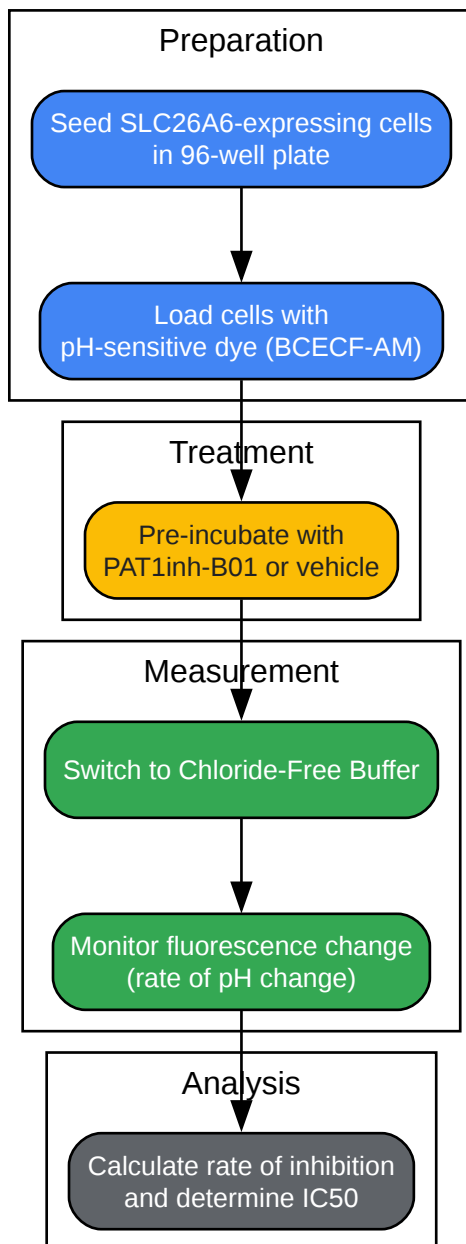 Preparation
Seed SLC26A6-expressing cells
in 96-well plate
Load cells with
pH-sensitive dye (BCECF-AM)
Treatment
Pre-incubate with
PAT1inh-B01 or vehicle
Measurement
Switch to Chloride-Free Buffer
Monitor fluorescence change
(rate of pH change)
Analysis
Calculate rate of inhibition
and determine IC50